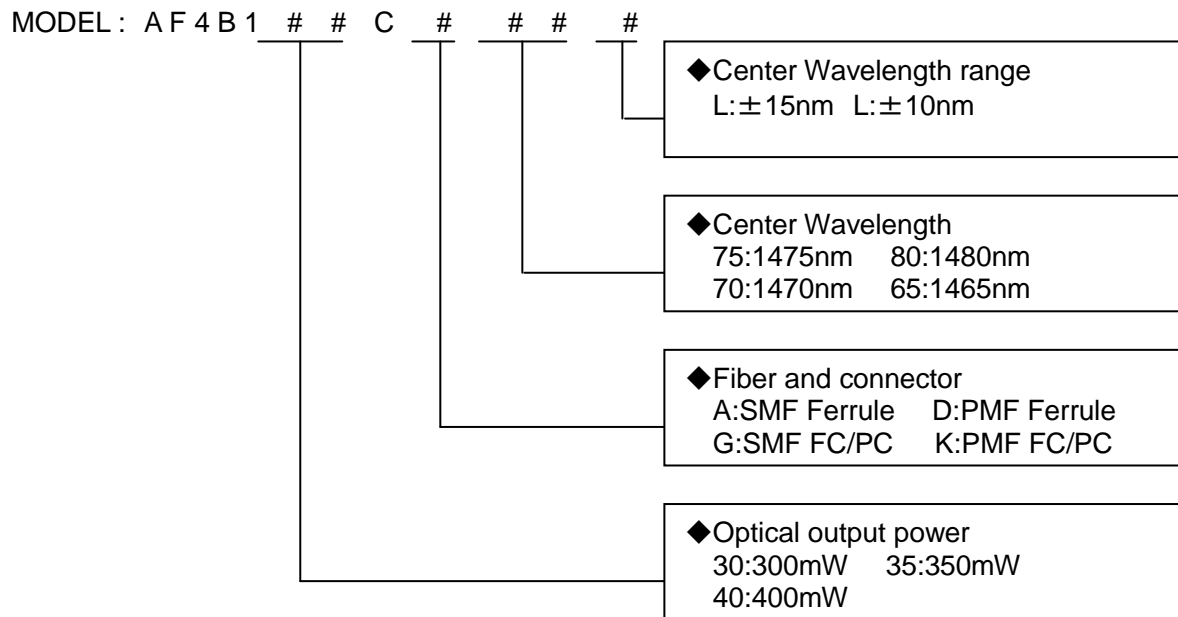 MODEL : A F 4 B 1 # # C # # # #
◆Center Wavelength range
L:±15nm L:±10nm
◆Center Wavelength
75:1475nm 80:1480nm
70:1470nm 65:1465nm
◆Fiber and connector
A:SMF Ferrule D:PMF Ferrule
G:SMF FC/PC K:PMF FC/PC
◆Optical output power
30:300mW 35:350mW
40:400mW